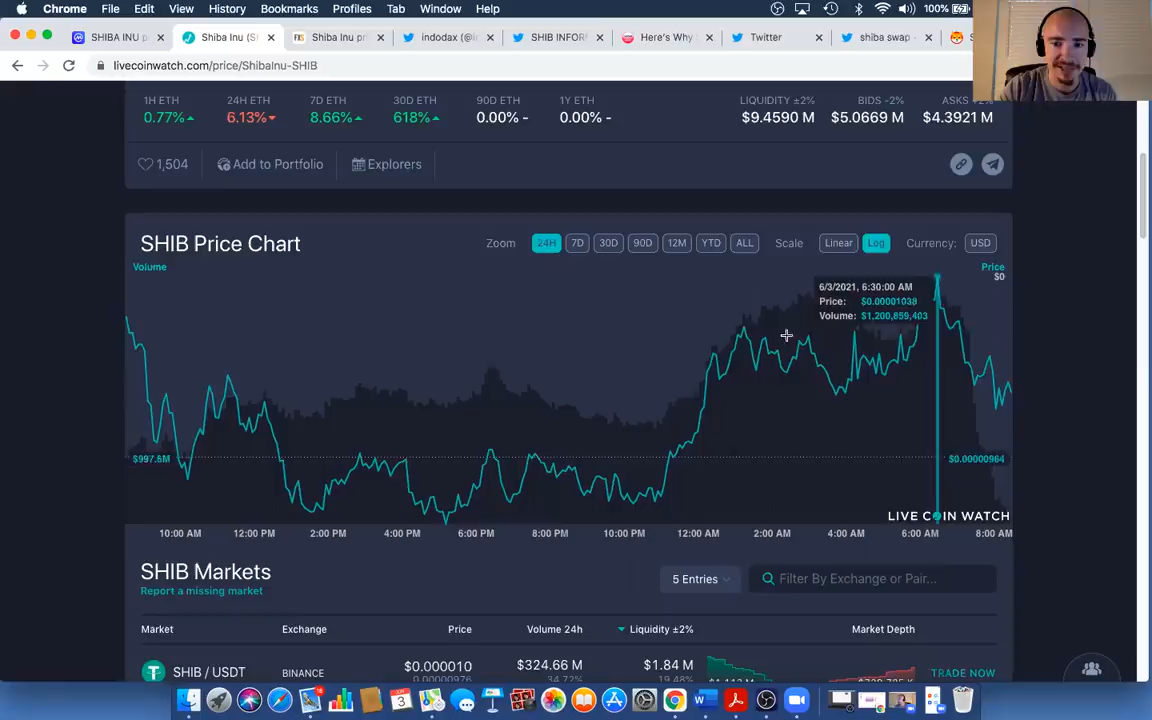 Chrome File Edit View History Bookmarks Profiles Tab Window Help 100%
SHIBA INU p
Shiba Inu (S
Shiba Inu pr
indodax (@i
SHIB INFOR
Here's Why
Twitter
shiba swap -
livecoinwatch.com/price/ShibaInu-SHIB
1H ETH 24H ETH 7D ETH 30D ETH 90D ETH 1Y ETH LIQUIDITY ±2% BIDS -2% ASKS +2%
0.77% 6.13% 8.66% 618% 0.00% - 0.00% - $9.4590 M $5.0669 M $4.3921 M
1,504 Add to Portfolio Explorers
SHIB Price Chart Zoom 24H 7D 30D 90D 12M YTD ALL Scale Linear Log Currency: USD
Volume Price
$0
6/3/2021, 6:30:00 AM
Price: $0.00001038
Volume: $1,200,859,403
$997.6M $0.00000964
LIVE COIN WATCH
10:00 AM 12:00 PM 2:00 PM 4:00 PM 6:00 PM 8:00 PM 10:00 PM 12:00 AM 2:00 AM 4:00 AM 6:00 AM 8:00 AM
SHIB Markets 5 Entries Filter By Exchange or Pair...
Report a missing market
Market Exchange Price Volume 24h Liquidity ±2% Market Depth
SHIB / USDT BINANCE $0.000010 $324.66 M $1.84 M TRADE NOW
$0.00000976 34.72% 19.48%